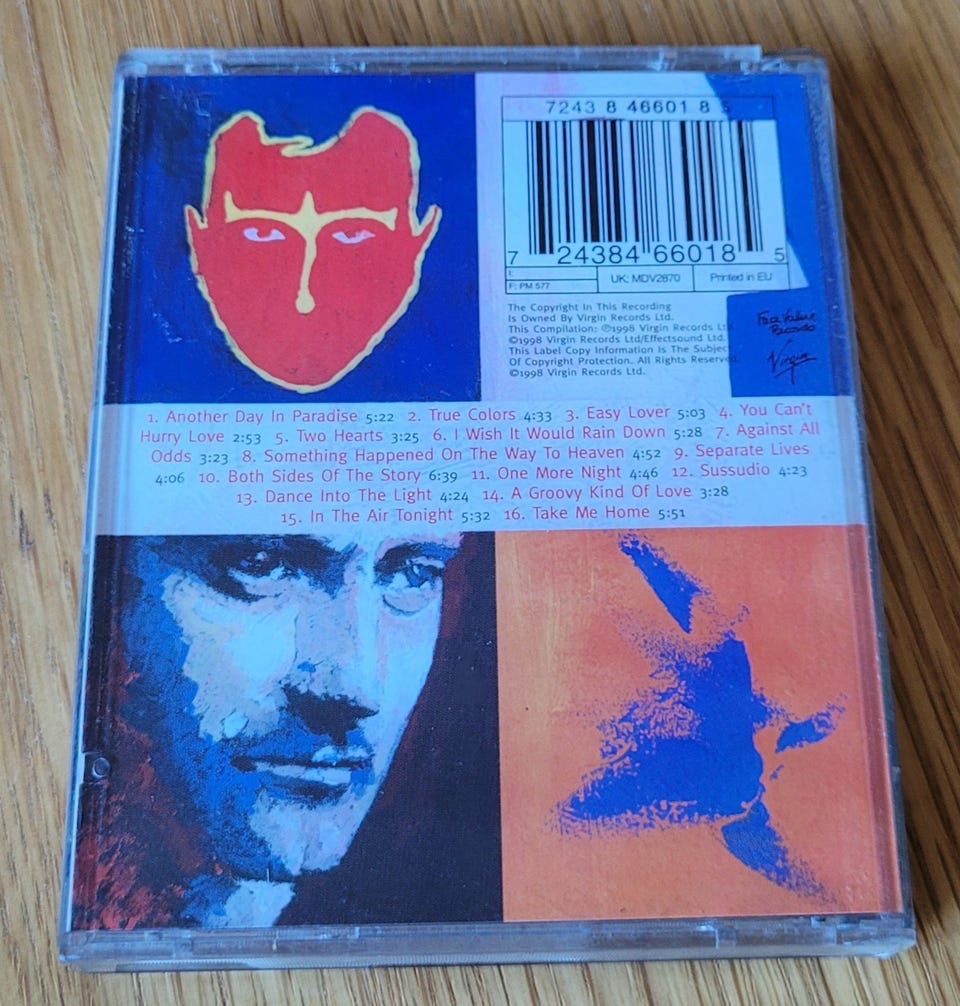 7243 8 46601 8 5
7 24384 66018 5
I:
F: PM 577
UK: MDV2870
Printed in EU
The Copyright In This Recording
Is Owned By Virgin Records Ltd.
This Compilation: ℗1998 Virgin Records Ltd.
©1998 Virgin Records Ltd/Effectsound Ltd.
This Label Copy Information Is The Subject
Of Copyright Protection. All Rights Reserved.
©1998 Virgin Records Ltd.
Face Value
Records
Virgin
1. Another Day In Paradise 5:22 2. True Colors 4:33 3. Easy Lover 5:03 4. You Can't
Hurry Love 2:53 5. Two Hearts 3:25 6. I Wish It Would Rain Down 5:28 7. Against All
Odds 3:23 8. Something Happened On The Way To Heaven 4:52 9. Separate Lives
4:06 10. Both Sides Of The Story 6:39 11. One More Night 4:46 12. Sussudio 4:23
13. Dance Into The Light 4:24 14. A Groovy Kind Of Love 3:28
15. In The Air Tonight 5:32 16. Take Me Home 5:51